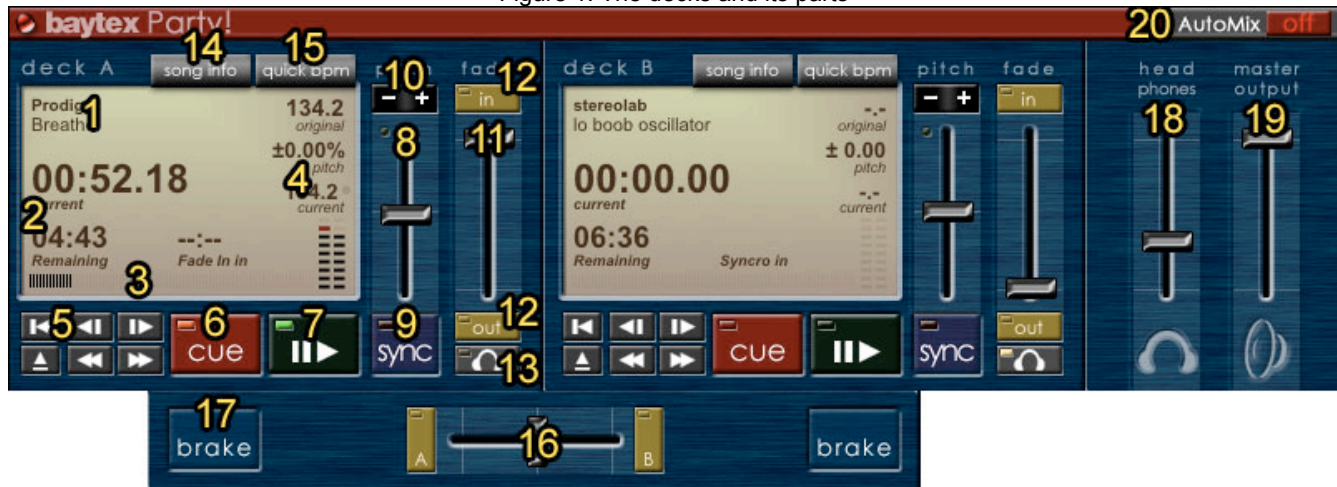 The decks and its parts
baytex Party!
20 AutoMix off
14 15
deck A song info quick bpm 10 fade 12
- +
in
1
Breathe
134.2
original
±0.00%
pitch
4
current
00:52.18
current
2
04:43 --:--
Remaining Fade In in
3
8 11
5 6 7 9 12
cue sync out
13
deck B song info quick bpm pitch fade
- +
in
stereolab
lo boob oscillator
-.-
original
± 0.00
pitch
-.-
current
00:00.00
current
06:36
Remaining Syncro in
cue sync out
head
phones
master
output
18 19
17
brake
A 16 B
brake